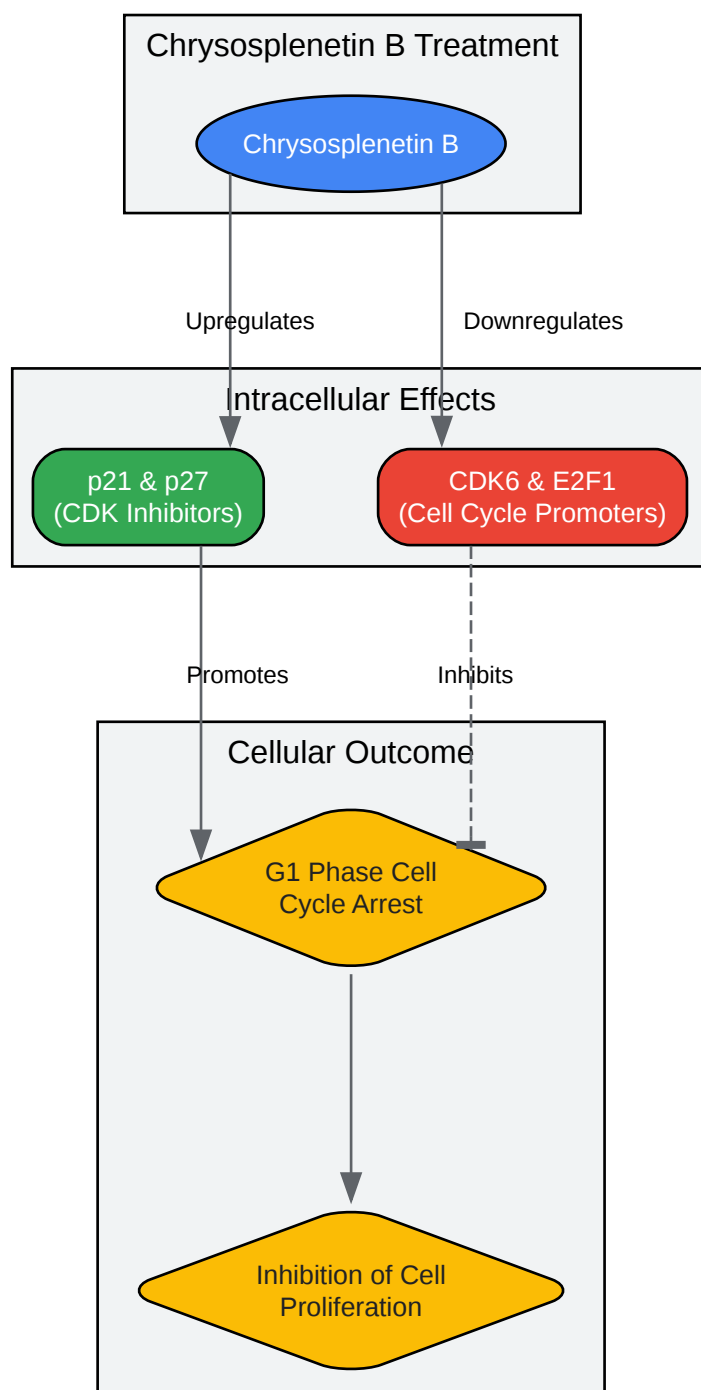 Chrysosplenetin B Treatment
Chrysosplenetin B
Upregulates
Downregulates
Intracellular Effects
p21 & p27
(CDK Inhibitors)
CDK6 & E2F1
(Cell Cycle Promoters)
Promotes
Inhibits
Cellular Outcome
G1 Phase Cell
Cycle Arrest
Inhibition of Cell
Proliferation